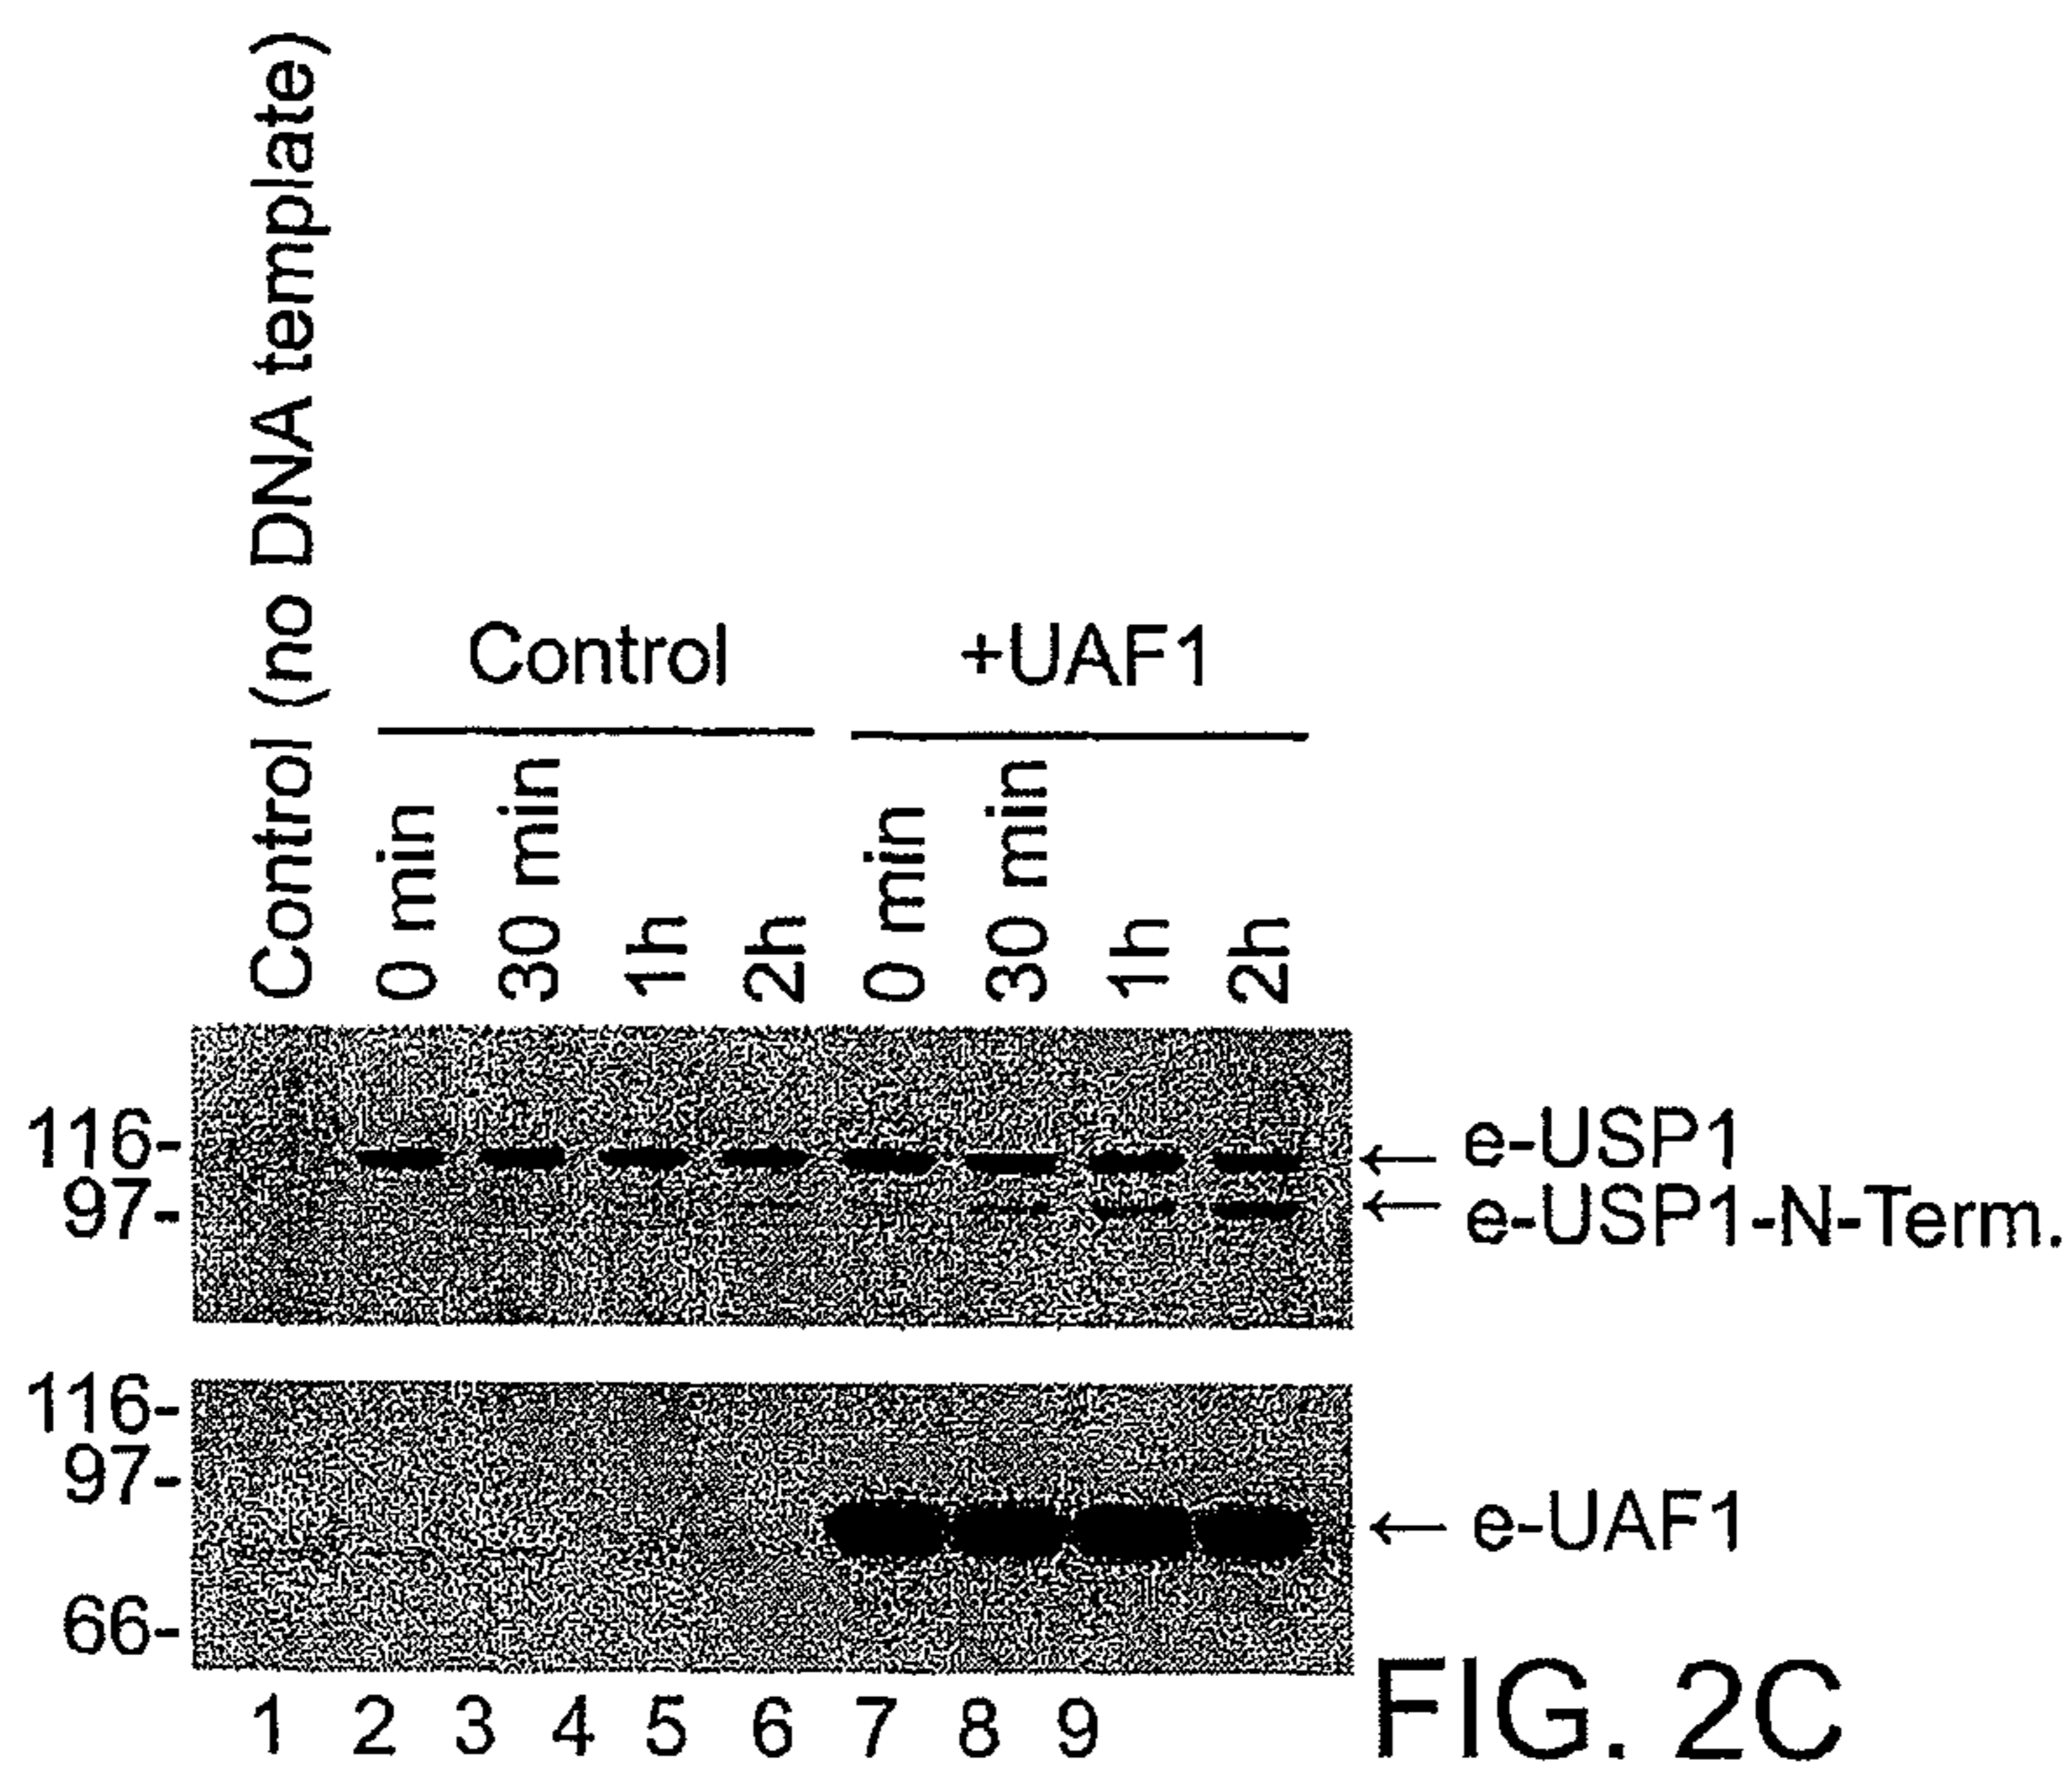 Control (no DNA template)
Control
+UAF1
0 min
30 min
1h
2h
0 min
30 min
1h
2h
116-
97-
← e-USP1
← e-USP1-N-Term.
116-
97-
66-
← e-UAF1
1 2 3 4 5 6 7 8 9
FIG. 2C